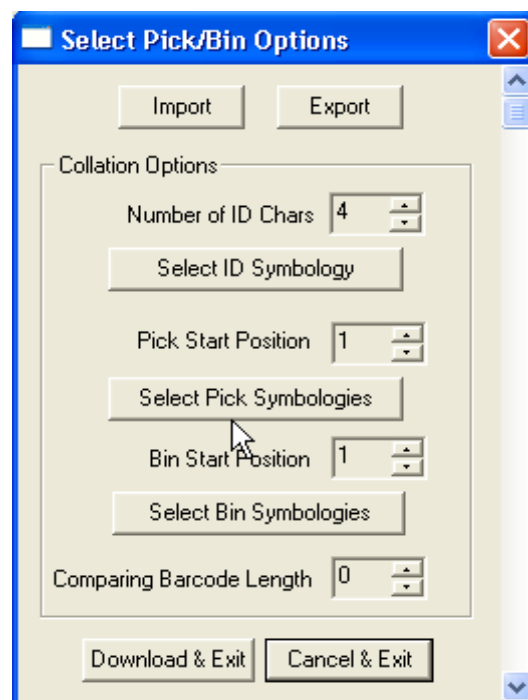 Select Pick/Bin Options
Import Export
Collation Options
Number of ID Chars 4
Select ID Symbology
Pick Start Position 1
Select Pick Symbologies
Bin Start Position 1
Select Bin Symbologies
Comparing Barcode Length 0
Download & Exit Cancel & Exit